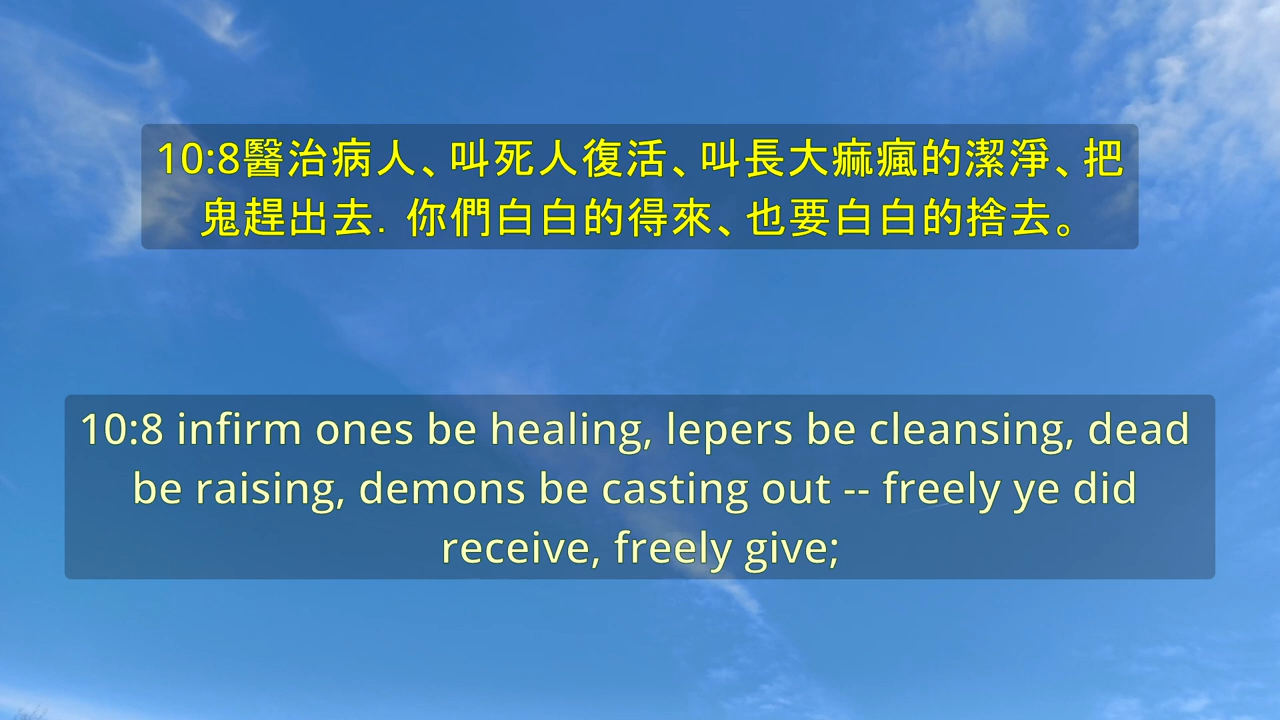 10:8醫治病人、叫死人復活、叫長大痲瘋的潔淨、把
鬼趕出去．你們白白的得來、也要白白的捨去。
10:8 infirm ones be healing, lepers be cleansing, dead
be raising, demons be casting out -- freely ye did
receive, freely give;